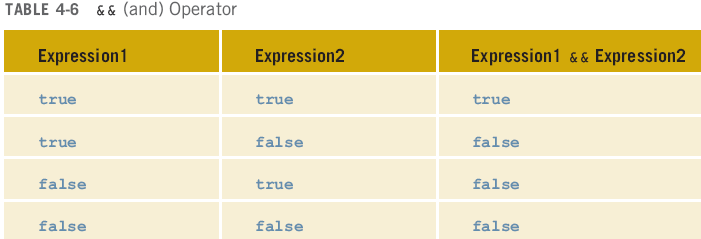 TABLE 4-6 && (and) Operator
Expression1 Expression2 Expression1 && Expression2
true true true
true false false
false true false
false false false